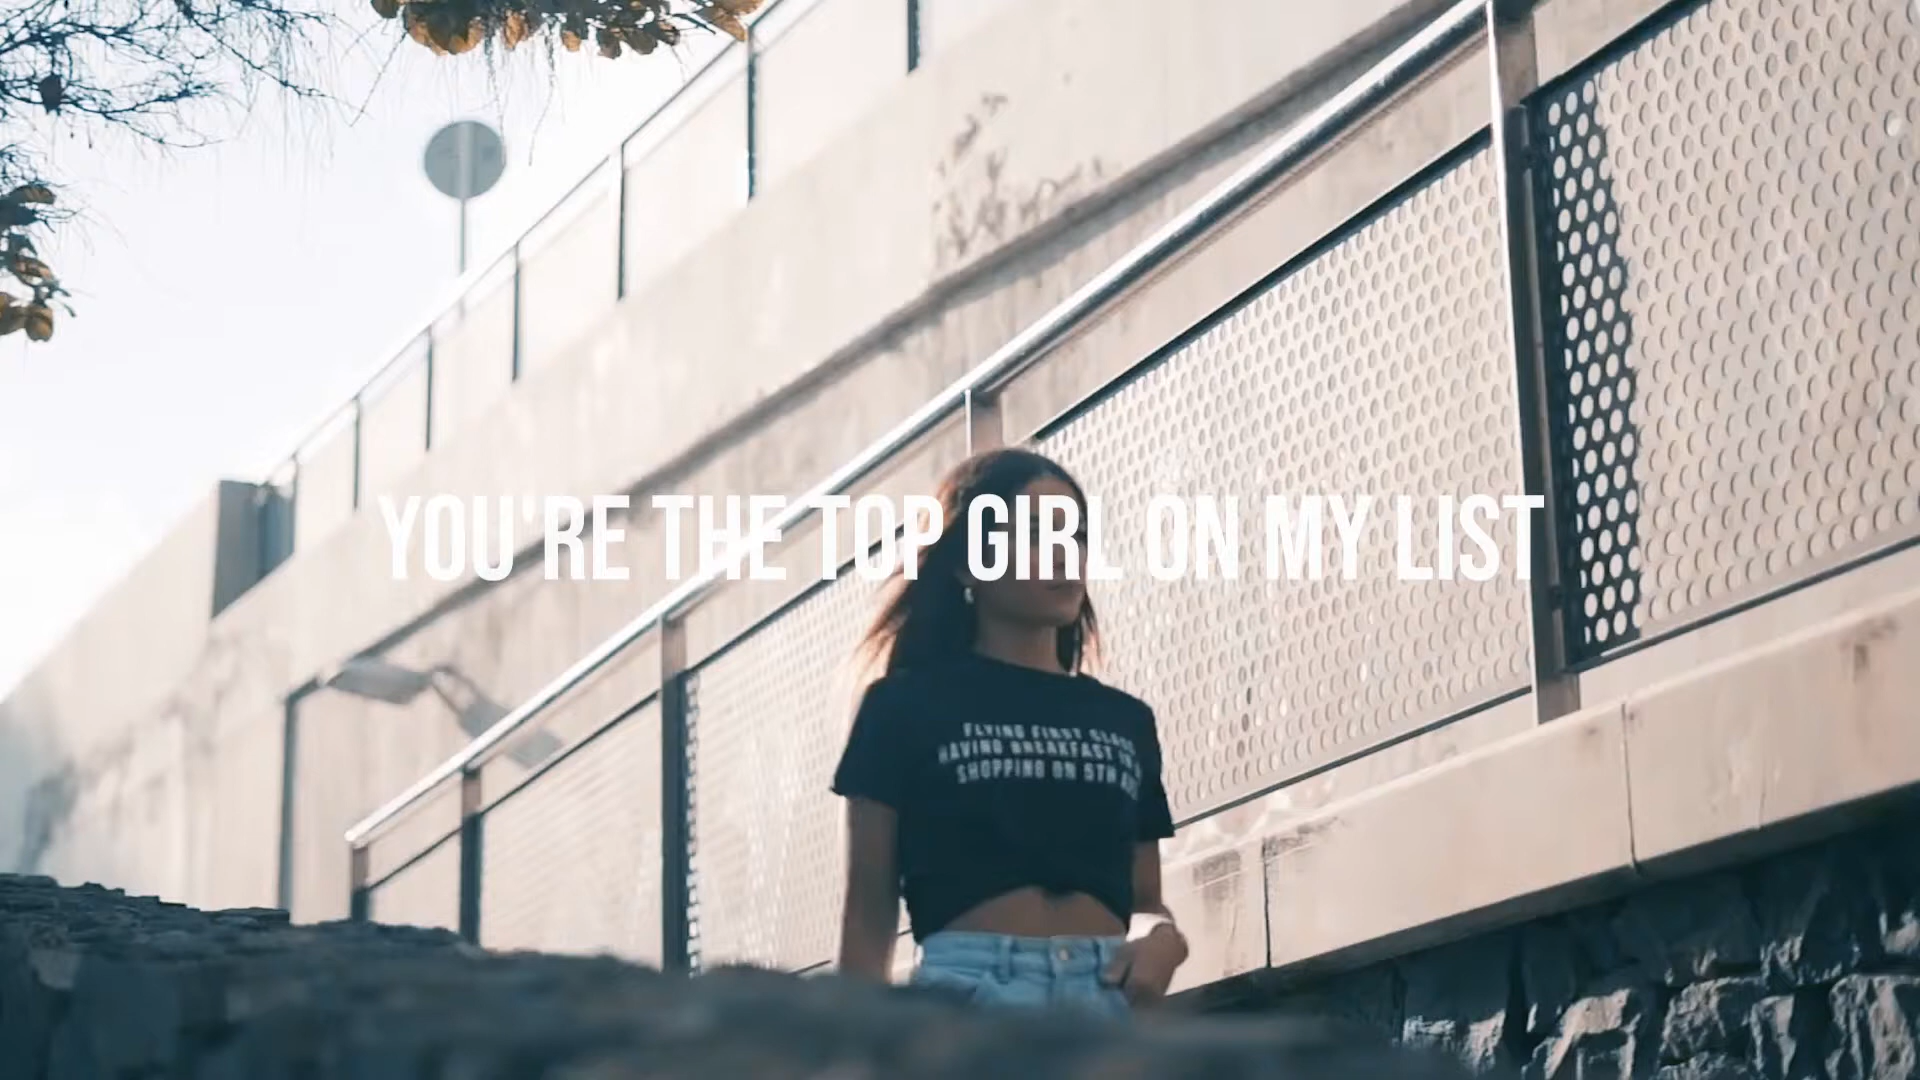 YOU'RE THE TOP GIRL ON MY LIST
FLYING FIRST CLASS
HAVING BREAKFAST IN
SHOPPING ON 5TH